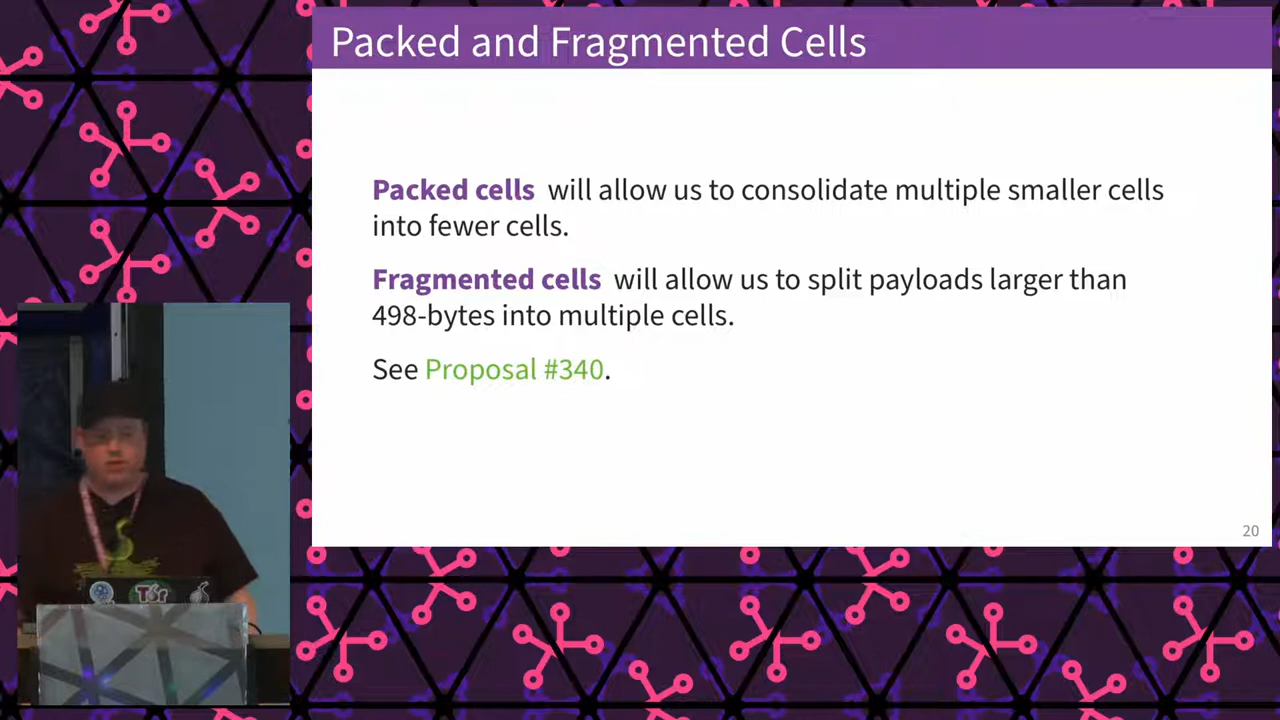 Packed and Fragmented Cells
Packed cells will allow us to consolidate multiple smaller cells
into fewer cells.
Fragmented cells will allow us to split payloads larger than
498-bytes into multiple cells.
See Proposal #340.
20
Tor